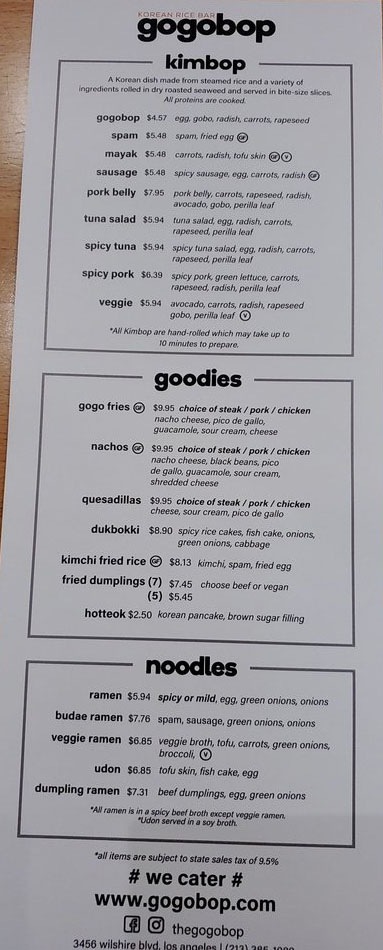 KOREAN RICE BAR
gogobop
kimbop
A Korean dish made from steamed rice and a variety of
ingredients rolled in dry roasted seaweed and served in bite-size slices.
All proteins are cooked.
gogobop $4.57 egg, gobo, radish, carrots, rapeseed
spam $5.48 spam, fried egg GF
mayak $5.48 carrots, radish, tofu skin GF V
sausage $5.48 spicy sausage, egg, carrots, radish GF
pork belly $7.95 pork belly, carrots, rapeseed, radish,
avocado, gobo, perilla leaf
tuna salad $5.94 tuna salad, egg, radish, carrots,
rapeseed, perilla leaf
spicy tuna $5.94 spicy tuna salad, egg, radish, carrots,
rapeseed, perilla leaf
spicy pork $6.39 spicy pork, green lettuce, carrots,
rapeseed, radish, perilla leaf
veggie $5.94 avocado, carrots, radish, rapeseed
gobo, perilla leaf V
*All Kimbop are hand-rolled which may take up to
10 minutes to prepare.
goodies
gogo fries GF $9.95 choice of steak / pork / chicken
nacho cheese, pico de gallo,
guacamole, sour cream, cheese
nachos GF $9.95 choice of steak / pork / chicken
nacho cheese, black beans, pico
de gallo, guacamole, sour cream,
shredded cheese
quesadillas $9.95 choice of steak / pork / chicken
cheese, sour cream, pico de gallo
dukbokki $8.90 spicy rice cakes, fish cake, onions,
green onions, cabbage
kimchi fried rice GF $8.13 kimchi, spam, fried egg
fried dumplings (7) $7.45 choose beef or vegan
(5) $5.45
hotteok $2.50 korean pancake, brown sugar filling
noodles
ramen $5.94 spicy or mild, egg, green onions, onions
budae ramen $7.76 spam, sausage, green onions, onions
veggie ramen $6.85 veggie broth, tofu, carrots, green onions,
broccoli, V
udon $6.85 tofu skin, fish cake, egg
dumpling ramen $7.31 beef dumplings, egg, green onions
*All ramen is in a spicy beef broth except veggie ramen.
*Udon served in a soy broth.
*all items are subject to state sales tax of 9.5%
# we cater #
www.gogobop.com
thegogobop
3456 wilshire blvd. los angeles | (213)